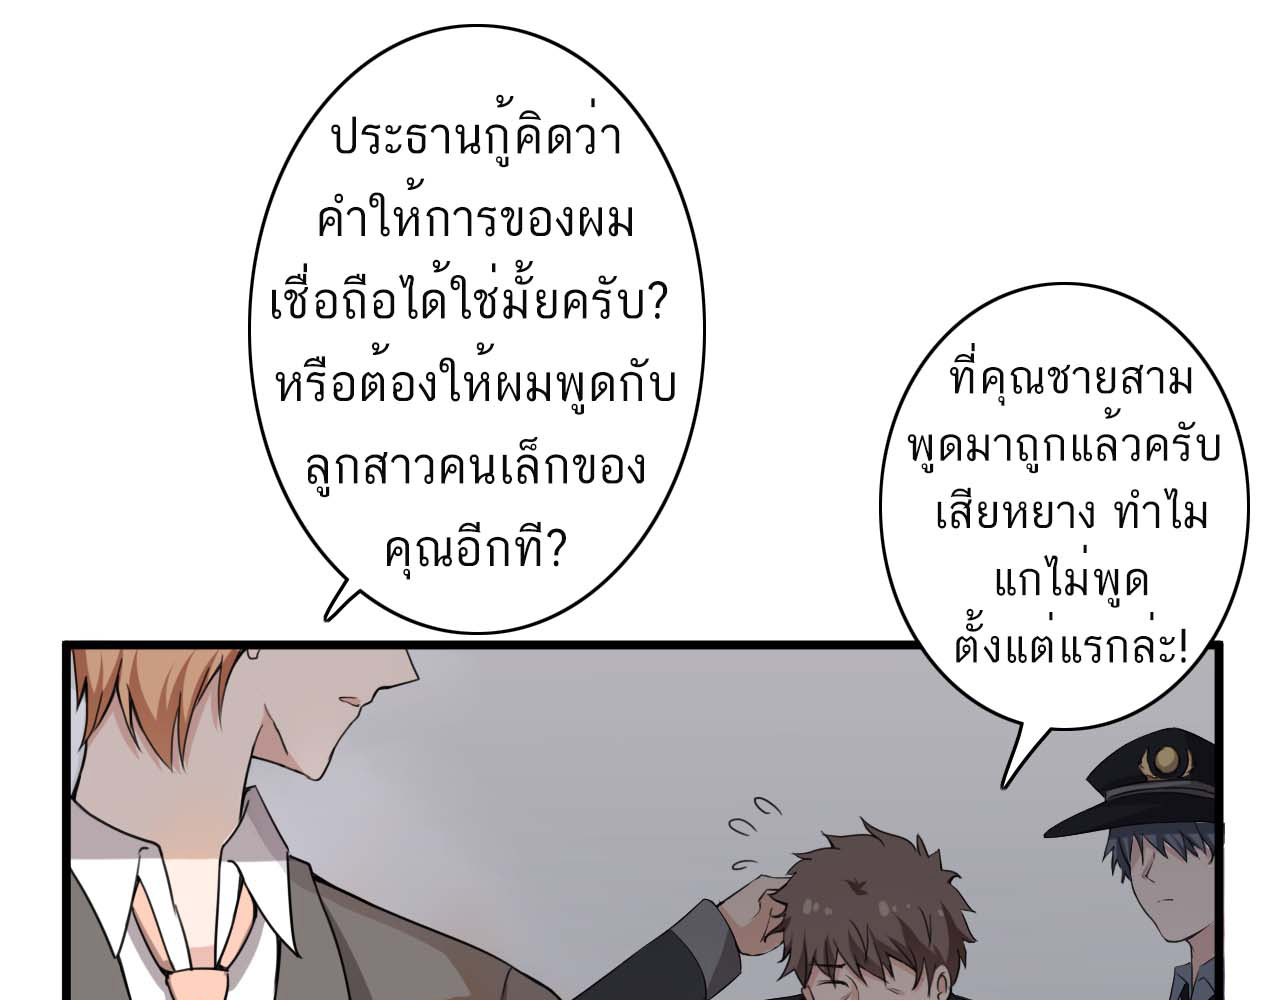 ประธานกู้คิดว่า
คำให้การของผม
เชื่อถือได้ใช่มั้ยครับ?
หรือต้องให้ผมพูดกับ
ลูกสาวคนเล็กของ
คุณอีกที?
ที่คุณชายสาม
พูดมาถูกแล้วครับ
เสียหยาง ทำไม
แกไม่พูด
ตั้งแต่แรกล่ะ!